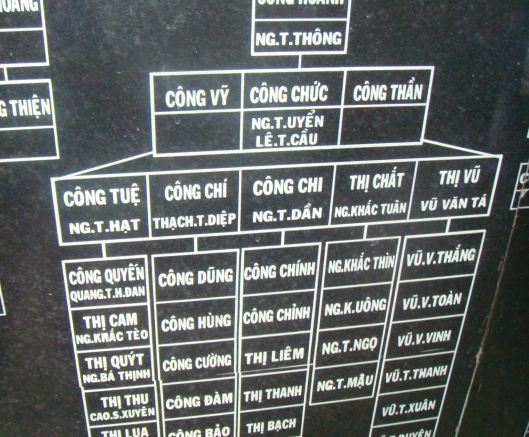 NG.T.THÔNG
G THIỆN
CÔNG VỸ
CÔNG CHỨC
NG.T.UYỂN
LÊ.T.CẦU
CÔNG THẦN
CÔNG TUỆ
NG.T.HẠT
CÔNG CHÍ
THẠCH.T.DIỆP
CÔNG CHI
NG.T.DẦN
THỊ CHẮT
NG.KHẮC TUÂN
THỊ VŨ
VŨ VĂN TÁ
CÔNG QUYẾN
QUANG.T.H.ĐAN
THỊ CAM
NG.KHẮC TÈO
THỊ QUÝT
NG.BÁ THỊNH
THỊ THU
CAO.S.XUYÊN
THỊ LỤA
CÔNG DŨNG
CÔNG HÙNG
CÔNG CƯỜNG
CÔNG ĐÀM
CÔNG BẢO
CÔNG CHÍNH
CÔNG CHỈNH
THỊ LIÊM
THỊ THANH
THỊ BẠCH
NG.KHẮC THÌN
NG.K.UÔNG
NG.T.NGỌ
NG.T.MẬU
VŨ.V.THẮNG
VŨ.V.TOÀN
VŨ.V.VINH
VŨ.T.THANH
VŨ.T.XUÂN